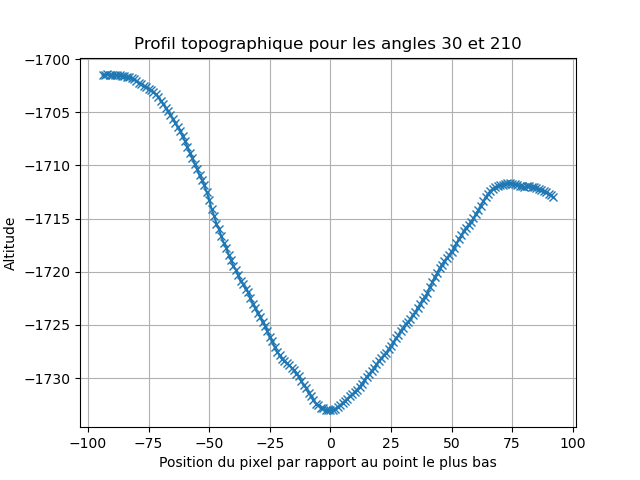 Profil topographique pour les angles 30 et 210
−1700
−1705
−1710
−1715
−1720
−1725
−1730
Altitude
−100 −75 −50 −25 0 25 50 75 100
Position du pixel par rapport au point le plus bas